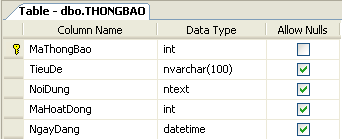 Table - dbo.THONGBAO
Column Name Data Type Allow Nulls
MaThongBao int
TieuDe nvarchar(100)
NoiDung ntext
MaHoatDong int
NgayDang datetime